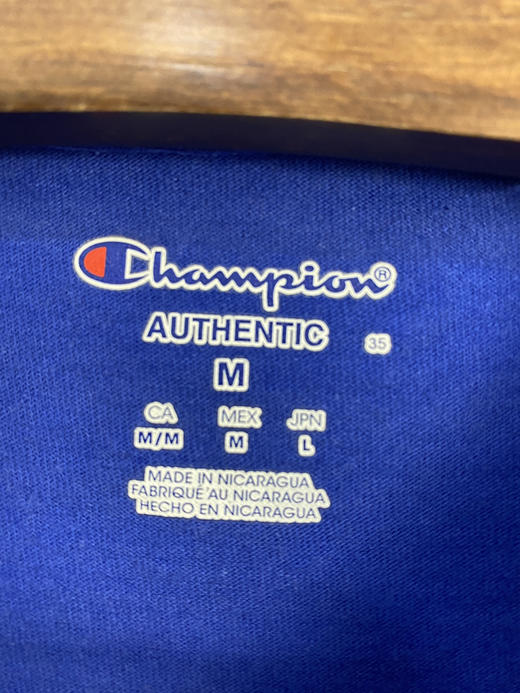 Champion®
AUTHENTIC 35
M
CA MEX JPN
M/M M L
MADE IN NICARAGUA
FABRIQUÉ AU NICARAGUA
HECHO EN NICARAGUA